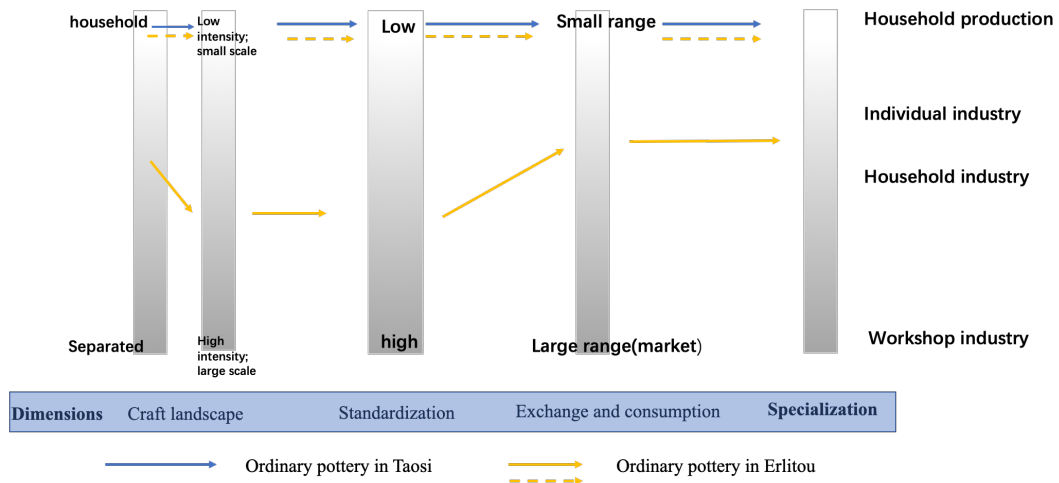 household
Low
intensity;
small scale
Low
Small range
Household production
Individual industry
Household industry
Separated
High
intensity;
large scale
high
Large range(market)
Workshop industry
Dimensions Craft landscape Standardization Exchange and consumption Specialization
Ordinary pottery in Taosi Ordinary pottery in Erlitou